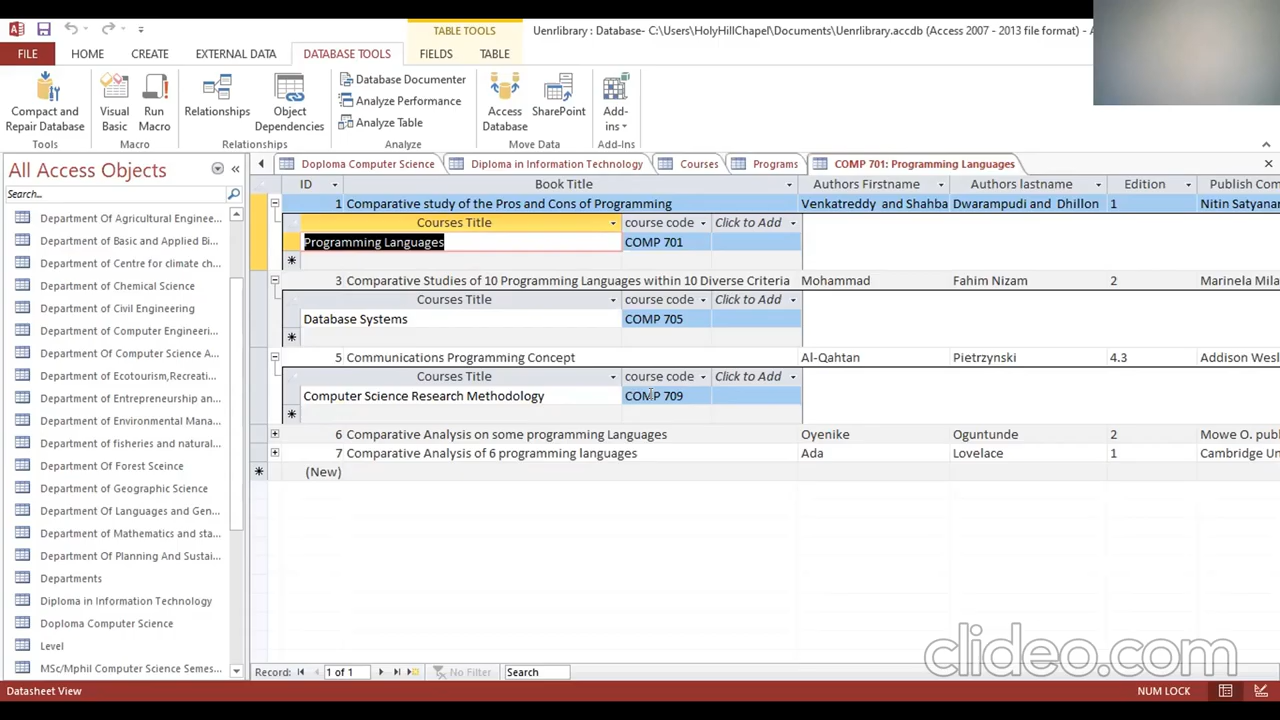 Uenrlibrary : Database- C:\Users\HolyHillChapel\Documents\Uenrlibrary.accdb (Access 2007 - 2013 file format) - A
TABLE TOOLS
FILE HOME CREATE EXTERNAL DATA DATABASE TOOLS FIELDS TABLE
Compact and Repair Database
Visual Basic
Run Macro
Relationships
Object Dependencies
Database Documenter
Analyze Performance
Analyze Table
Access Database
SharePoint
Add-ins
Tools Macro Relationships Analyze Move Data Add-Ins
All Access Objects
Search...
Department Of Agricultural Enginee...
Department of Basic and Applied Bi...
Department of Centre for climate ch...
Department of Chemical Science
Department of Civil Engineering
Department of Computer Engineeri...
Department Of Computer Science A...
Department of Ecotourism,Recreati...
Department of Entrepreneurship an...
Department of Environmental Mana...
Department of fisheries and natural...
Department Of Forest Sceince
Department of Geographic Science
Department Of Languages and Gen...
Department of Mathematics and sta...
Department Of Planning And Sustai...
Departments
Diploma in Information Technology
Doploma Computer Science
Level
MSc/Mphil Computer Science Semes...
Doploma Computer Science Diploma in Information Technology Courses Programs COMP 701: Programming Languages
ID Book Title Authors Firstname Authors lastname Edition Publish Com
1 Comparative study of the Pros and Cons of Programming Venkatreddy and Shahba Dwarampudi and Dhillon 1 Nitin Satyanar
Courses Title course code Click to Add
Programming Languages COMP 701
3 Comparative Studies of 10 Programming Languages within 10 Diverse Criteria Mohammad Fahim Nizam 2 Marinela Mila
Courses Title course code Click to Add
Database Systems COMP 705
5 Communications Programming Concept Al-Qahtan Pietrzynski 4.3 Addison Wesl
Courses Title course code Click to Add
Computer Science Research Methodology COMP 709
6 Comparative Analysis on some programming Languages Oyenike Oguntunde 2 Mowe O. publ
7 Comparative Analysis of 6 programming languages Ada Lovelace 1 Cambridge Un
(New)
clideo.com
Record: 1 of 1 No Filter Search
Datasheet View NUM LOCK